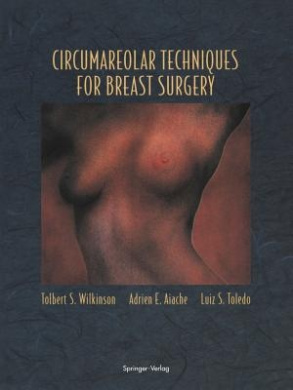 CIRCUMAREOLAR TECHNIQUES
FOR BREAST SURGERY
Tolbert S. Wilkinson Adrien E. Aiache Luiz S. Toledo
Springer-Verlag